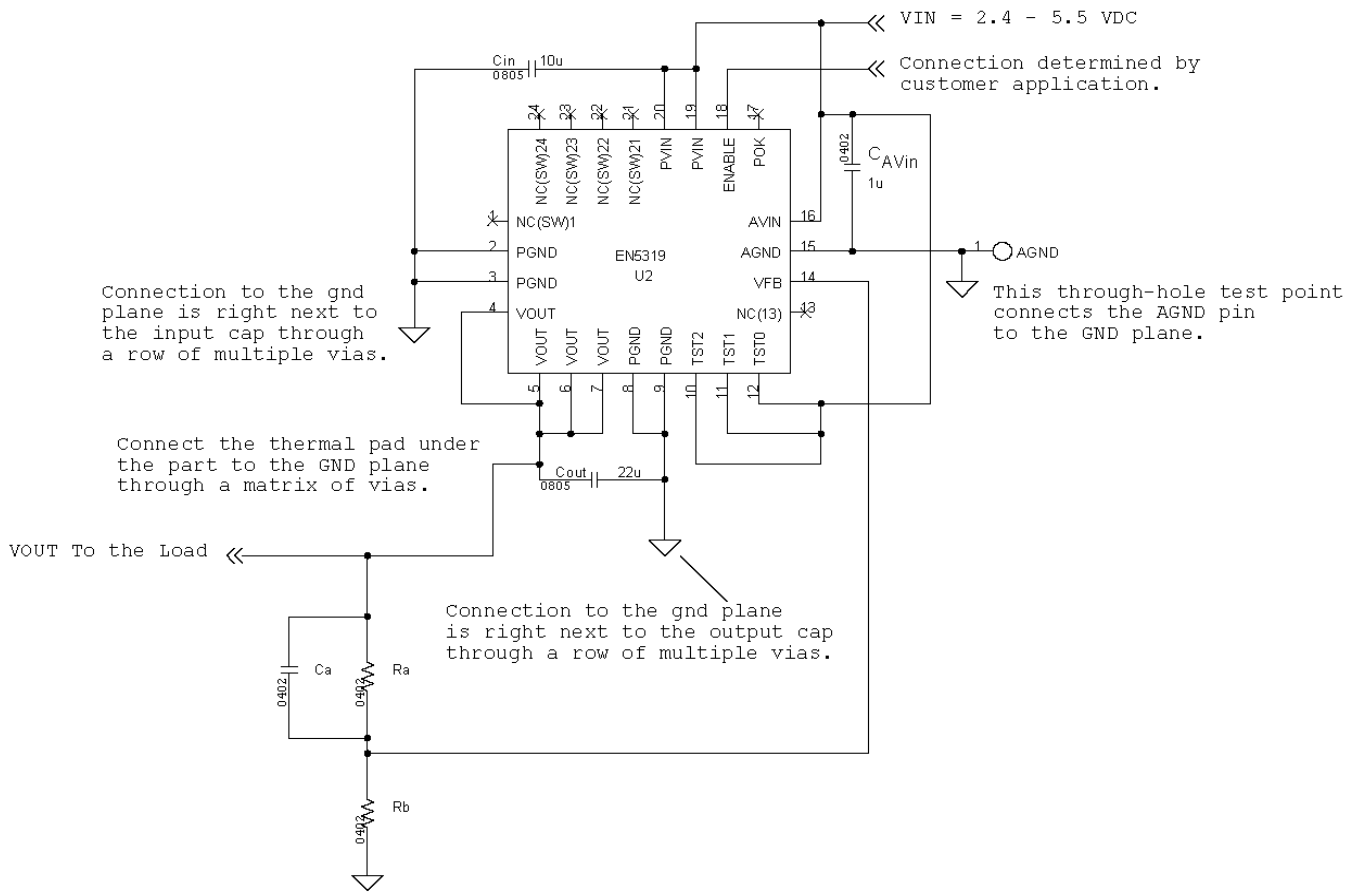 VIN = 2.4 - 5.5 VDC
Connection determined by
customer application.
Cin
10u
0805
24
23
22
21
20
19
18
17
NC(SW)24
NC(SW)23
NC(SW)22
NC(SW)21
PVIN
PVIN
ENABLE
POK
0402
CAVin
1u
1
NC(SW)1
AVIN
16
2
PGND
AGND
15
1
AGND
EN5319
U2
3
PGND
VFB
14
4
VOUT
NC(13)
13
This through-hole test point
connects the AGND pin
to the GND plane.
Connection to the gnd
plane is right next to
the input cap through
a row of multiple vias.
VOUT
VOUT
VOUT
PGND
PGND
TST2
TST1
TST0
5
6
7
8
9
10
11
12
Connect the thermal pad under
the part to the GND plane
through a matrix of vias.
Cout
22u
0805
VOUT To the Load
Connection to the gnd plane
is right next to the output cap
through a row of multiple vias.
Ca
0402
Ra
0402
Rb
0402